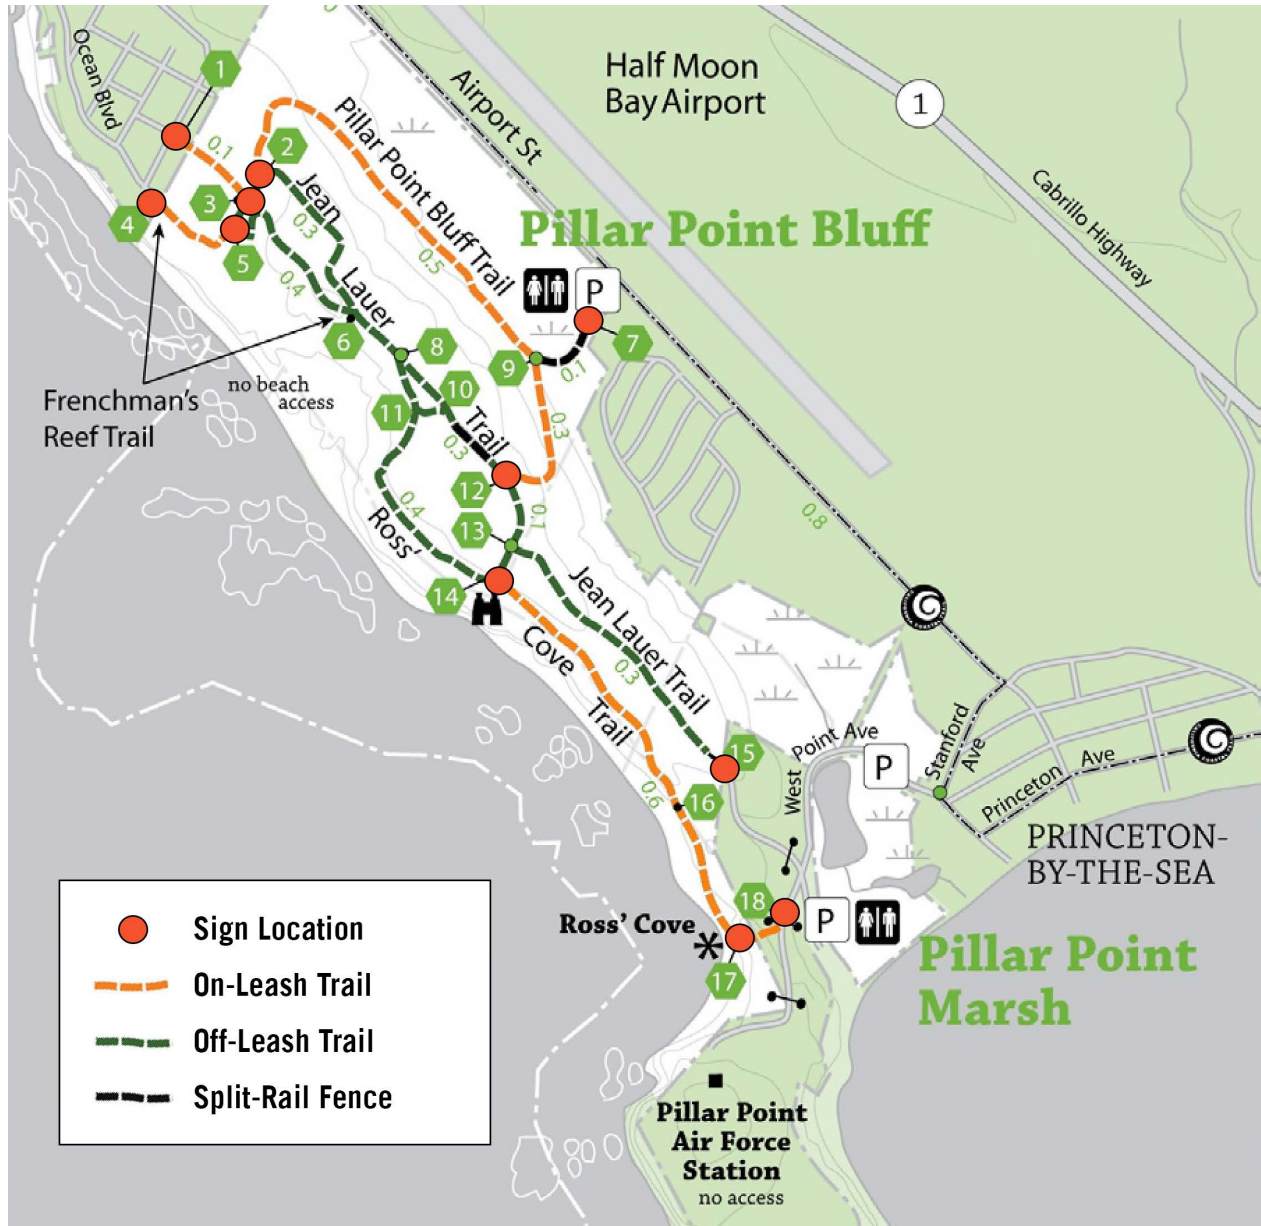 Ocean Blvd
1
0.1
2
3
4
5
Jean
0.3
0.4
Lauer
6
Frenchman's
Reef Trail
no beach
access
Pillar Point Bluff Trail
0.5
Airport St
Half Moon
Bay Airport
1
Cabrillo Highway
Pillar Point Bluff
P
7
8
9
0.1
10
11
Trail
0.3
0.3
12
0.4
Ross'
13
0.1
14
0.8
Jean Lauer Trail
0.3
Cove
Trail
0.6
15
16
West
Point Ave
P
Stanford
Ave
Princeton Ave
C
C
PRINCETON-
BY-THE-SEA
18
P
Ross' Cove
17
Pillar Point
Marsh
Pillar Point
Air Force
Station
no access
Sign Location
On-Leash Trail
Off-Leash Trail
Split-Rail Fence